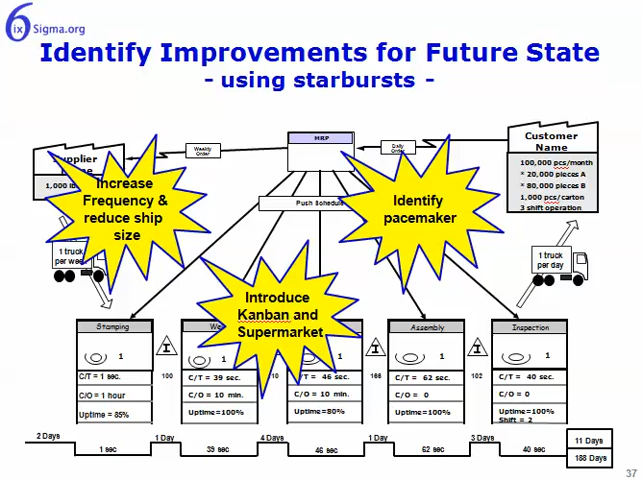 6ixSigma.org
Identify Improvements for Future State
- using starbursts -
MRP
Weekly
Order
Daily
Order
Supplier
Customer
Name
1,000
100,000 pcs/month
* 20,000 pieces A
* 80,000 pieces B
1,000 pcs/carton
3 shift operation
Increase
Frequency &
reduce ship
size
Identify
pacemaker
Push Schedule
1 truck
per
1 truck
per day
Introduce
Kanban and
Supermarket
Stamping
Assembly
Inspection
1
I
1
1
I
1
I
1
100
166
102
C/T = 1 sec.
C/T = 39 sec.
C/T = 46 sec.
C/T = 62 sec.
C/T = 40 sec.
C/O = 1 hour
C/O = 10 min.
C/O = 10 min.
C/O = 0
C/O = 0
Uptime = 85%
Uptime=100%
Uptime=80%
Uptime=100%
Uptime=100%
Shift = 2
2 Days
1 Day
4 Days
1 Day
3 Days
11 Days
1 sec
39 sec
46 sec
62 sec
40 sec
188 Days
37